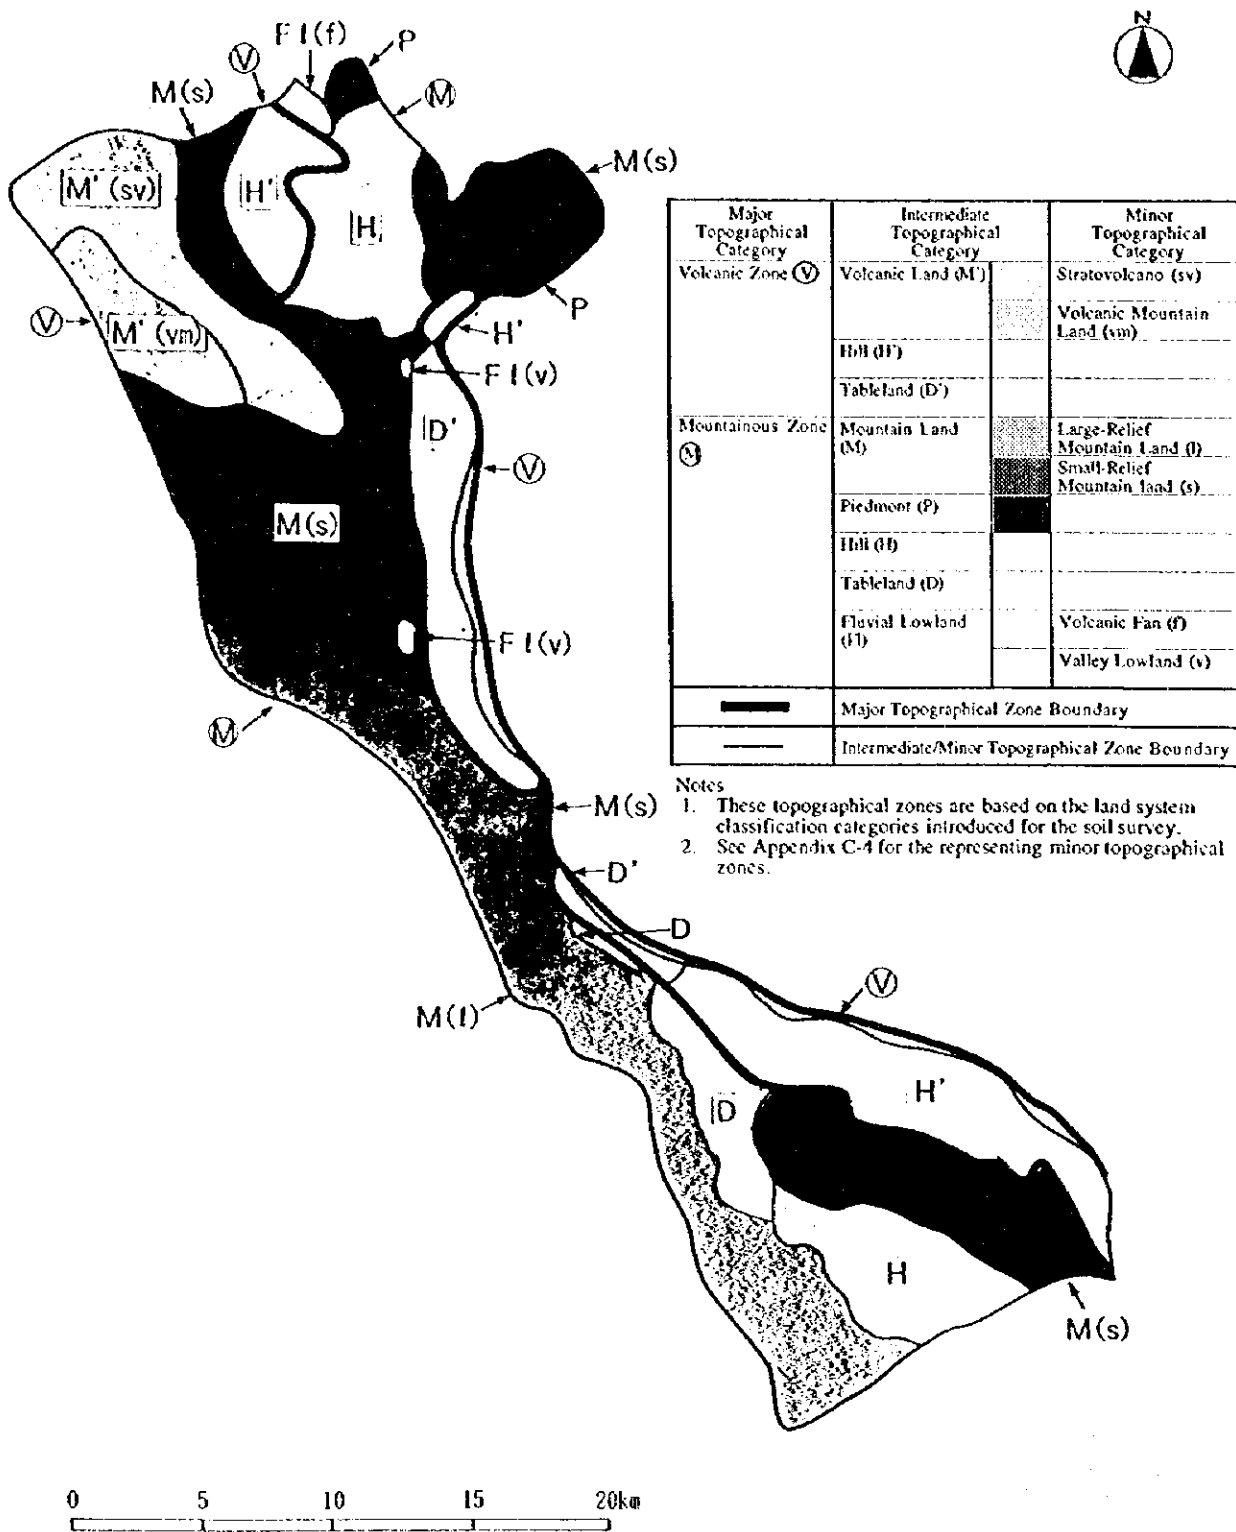 N
F l (f)
P
V
M
M(s)
M(s)
M' (sv)
H'
H
P
V
M' (vm)
H'
F l (v)
D'
V
M(s)
F l (v)
M
M(s)
D'
D
V
M(l)
H'
D
H
M(s)
Major Topographical Category
Intermediate Topographical Category
Minor Topographical Category
Volcanic Zone V
Volcanic Land (M')
Stratovolcano (sv)
Volcanic Mountain
Land (vm)
Hill (H')
Tableland (D')
Mountainous Zone
M
Mountain Land
(M)
Large-Relief
Mountain Land (l)
Small-Relief
Mountain land (s)
Piedmont (P)
Hill (H)
Tableland (D)
Fluvial Lowland
(Fl)
Volcanic Fan (f)
Valley Lowland (v)
Major Topographical Zone Boundary
Intermediate/Minor Topographical Zone Boundary
Notes
1. These topographical zones are based on the land system
classification categories introduced for the soil survey.
2. See Appendix C-4 for the representing minor topographical
zones.
0 5 10 15 20km